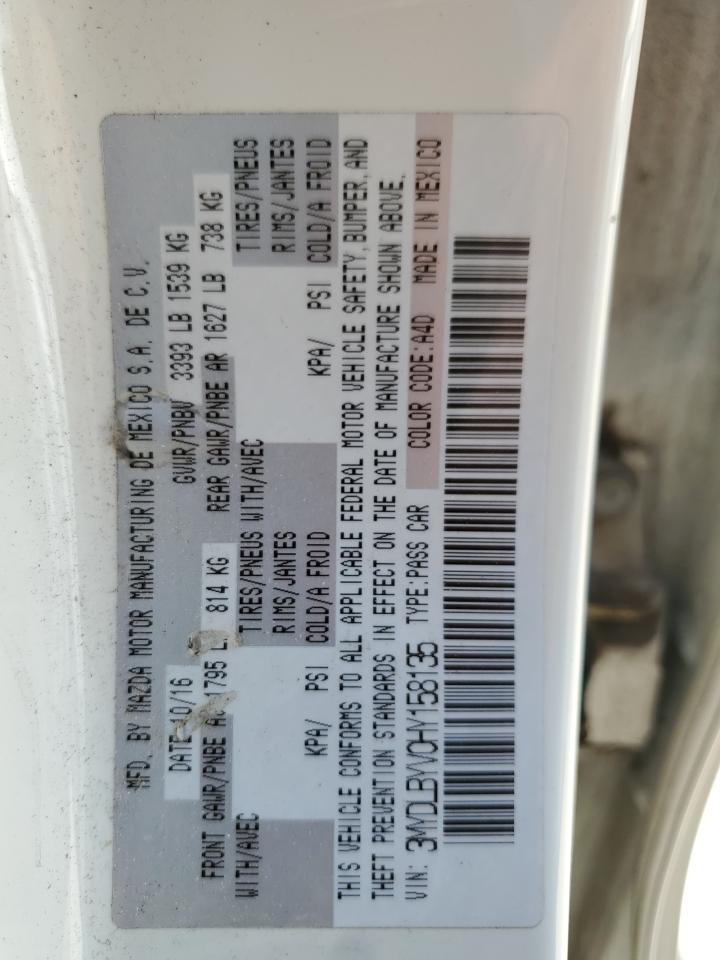 MFD. BY MAZDA MOTOR MANUFACTURING DE MEXICO S.A. DE C.V.
DATE 10/16 GVWR/PNBV 3393 LB 1539 KG
FRONT GAWR/PNBE 1795 814 KG REAR GAWR/PNBE AR 1627 LB 738 KG
WITH/AVEC TIRES/PNEUS WITH/AVEC TIRES/PNEUS
RIMS/JANTES RIMS/JANTES
KPA/ PSI COLD/A FROID KPA/ PSI COLD/A FROID
THIS VEHICLE CONFORMS TO ALL APPLICABLE FEDERAL MOTOR VEHICLE SAFETY, BUMPER, AND
THEFT PREVENTION STANDARDS IN EFFECT ON THE DATE OF MANUFACTURE SHOWN ABOVE.
VIN: 3MYDLBYV0HY158135 TYPE:PASS CAR COLOR CODE:A4D MADE IN MEXICO